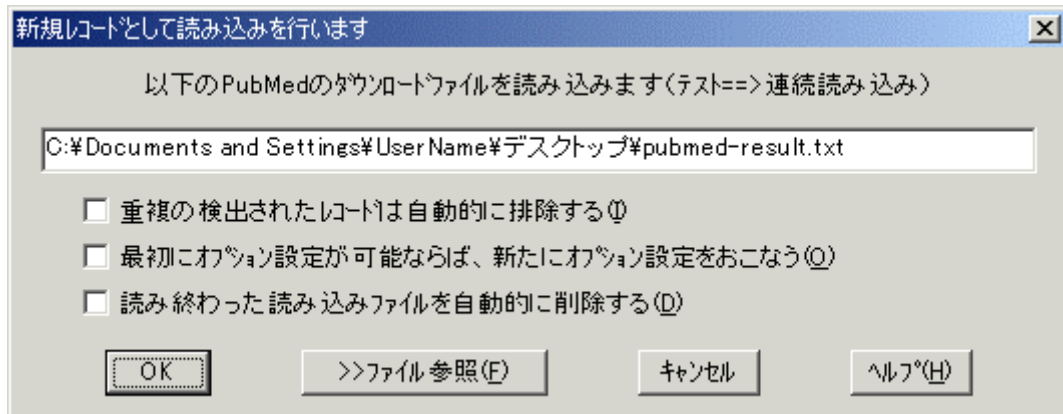 新規ﾚｺｰﾄﾞとして読み込みを行います
以下のPubMedのﾀﾞｳﾝﾛｰﾄﾞﾌｧｲﾙを読み込みます(ﾃｽﾄ==>連続読み込み)
C:¥Documents and Settings¥UserName¥デスクトップ¥pubmed-result.txt
重複の検出されたﾚｺｰﾄﾞは自動的に排除する(I)
最初にｵﾌﾟｼｮﾝ設定が可能ならば、新たにｵﾌﾟｼｮﾝ設定をおこなう(O)
読み終わった読み込みﾌｧｲﾙを自動的に削除する(D)
OK >>ﾌｧｲﾙ参照(F) ｷｬﾝｾﾙ ﾍﾙﾌﾟ(H)